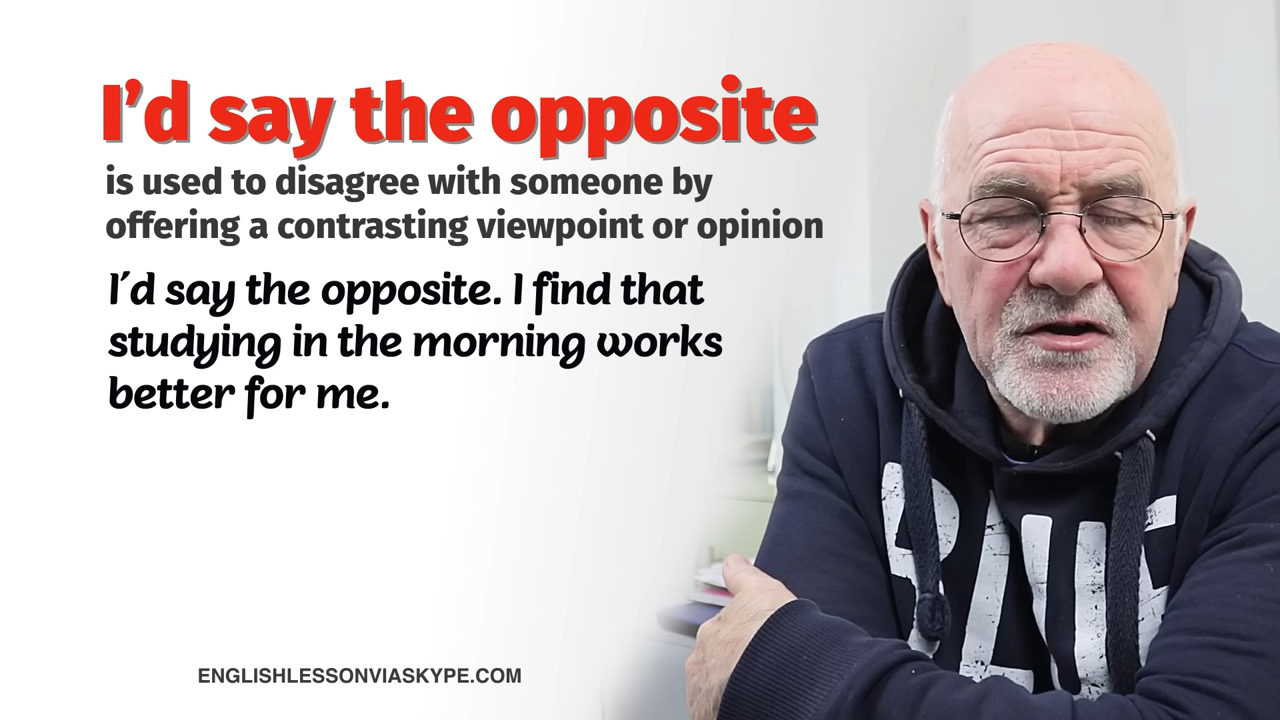 I'd say the opposite
is used to disagree with someone by
offering a contrasting viewpoint or opinion
I'd say the opposite. I find that
studying in the morning works
better for me.
ENGLISHLESSONVIASKYPE.COM